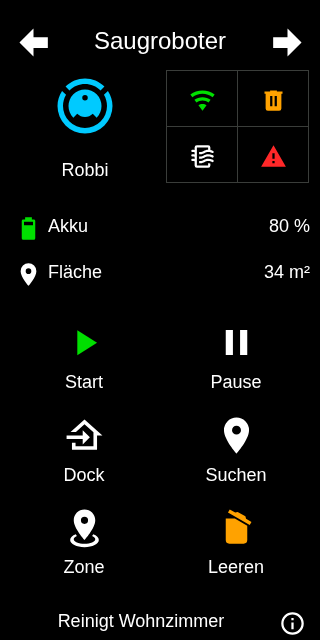 Saugroboter
Robbi
Akku 80 %
Fläche 34 m²
Start Pause
Dock Suchen
Zone Leeren
Reinigt Wohnzimmer